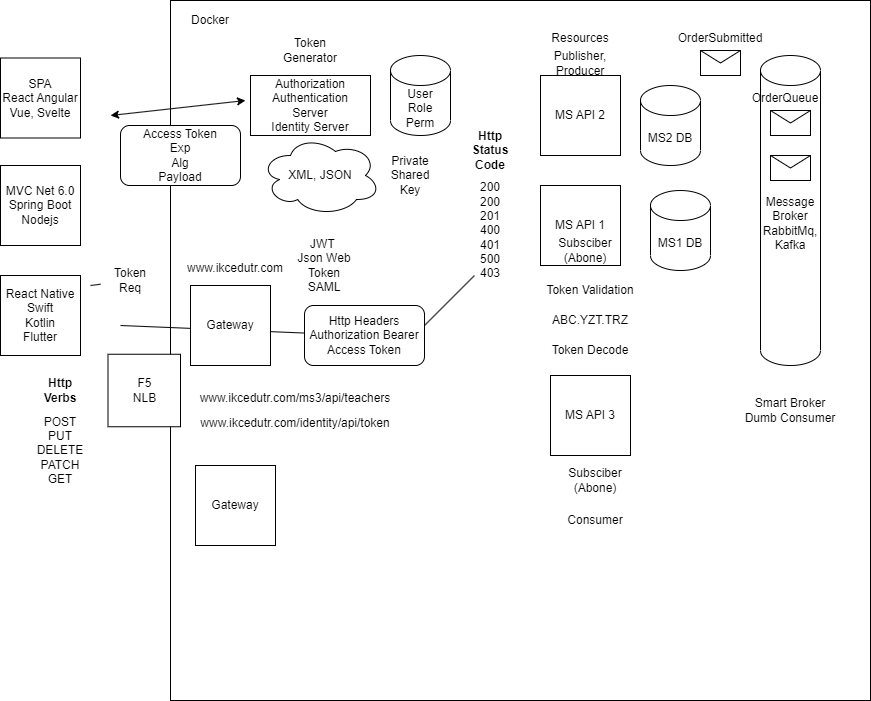 Docker
SPA
React Angular
Vue, Svelte
MVC Net 6.0
Spring Boot
Nodejs
React Native
Swift
Kotlin
Flutter
Http
Verbs
POST
PUT
DELETE
PATCH
GET
Access Token
Exp
Alg
Payload
Token
Req
F5
NLB
Token
Generator
Authorization
Authentication
Server
Identity Server
User
Role
Perm
XML, JSON
Private
Shared
Key
JWT
Json Web
Token
SAML
www.ikcedutr.com
Gateway
Http Headers
Authorization Bearer
Access Token
www.ikcedutr.com/ms3/api/teachers
www.ikcedutr.com/identity/api/token
Gateway
Http
Status
Code
200
200
201
400
401
500
403
Resources
Publisher,
Producer
MS API 2
MS2 DB
MS API 1
Subsciber
(Abone)
MS1 DB
Token Validation
ABC.YZT.TRZ
Token Decode
MS API 3
Subsciber
(Abone)
Consumer
OrderSubmitted
OrderQueue
Message
Broker
RabbitMq,
Kafka
Smart Broker
Dumb Consumer